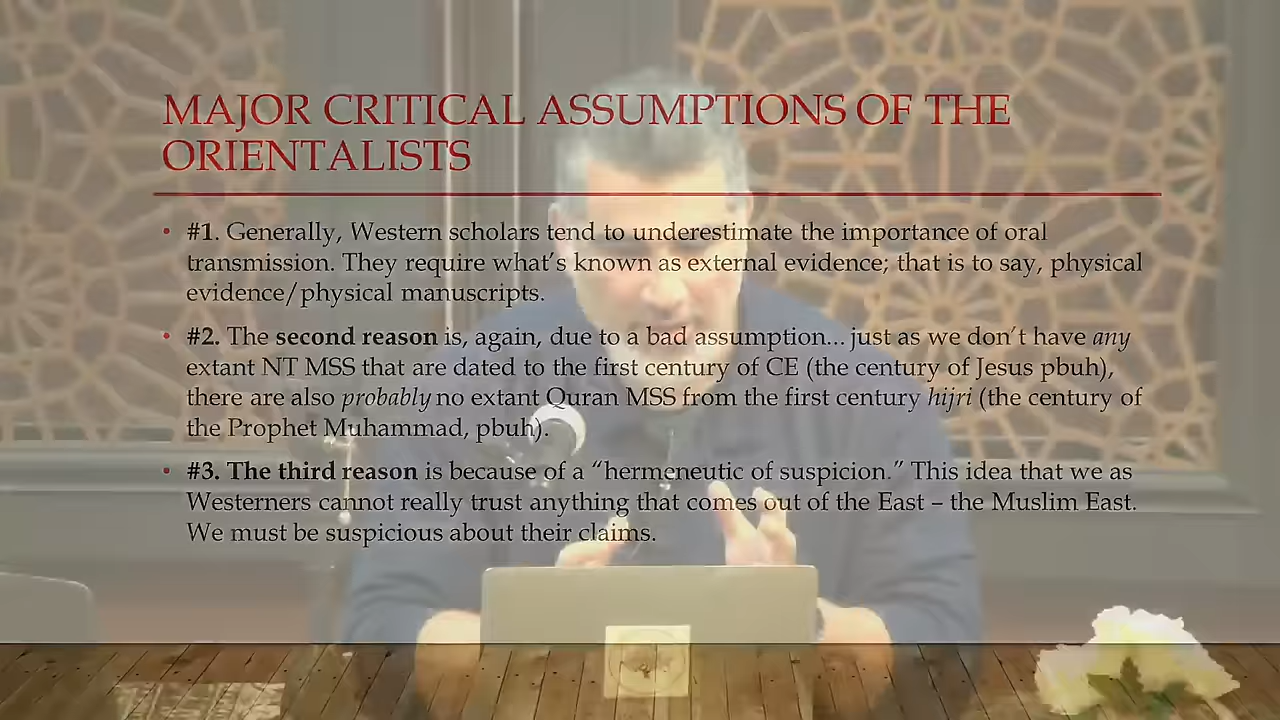 MAJOR CRITICAL ASSUMPTIONS OF THE
ORIENTALISTS
• #1. Generally, Western scholars tend to underestimate the importance of oral
transmission. They require what’s known as external evidence; that is to say, physical
evidence/physical manuscripts.
• #2. The second reason is, again, due to a bad assumption... just as we don’t have any
extant NT MSS that are dated to the first century of CE (the century of Jesus pbuh),
there are also probably no extant Quran MSS from the first century hijri (the century of
the Prophet Muhammad, pbuh).
• #3. The third reason is because of a “hermeneutic of suspicion.” This idea that we as
Westerners cannot really trust anything that comes out of the East – the Muslim East.
We must be suspicious about their claims.